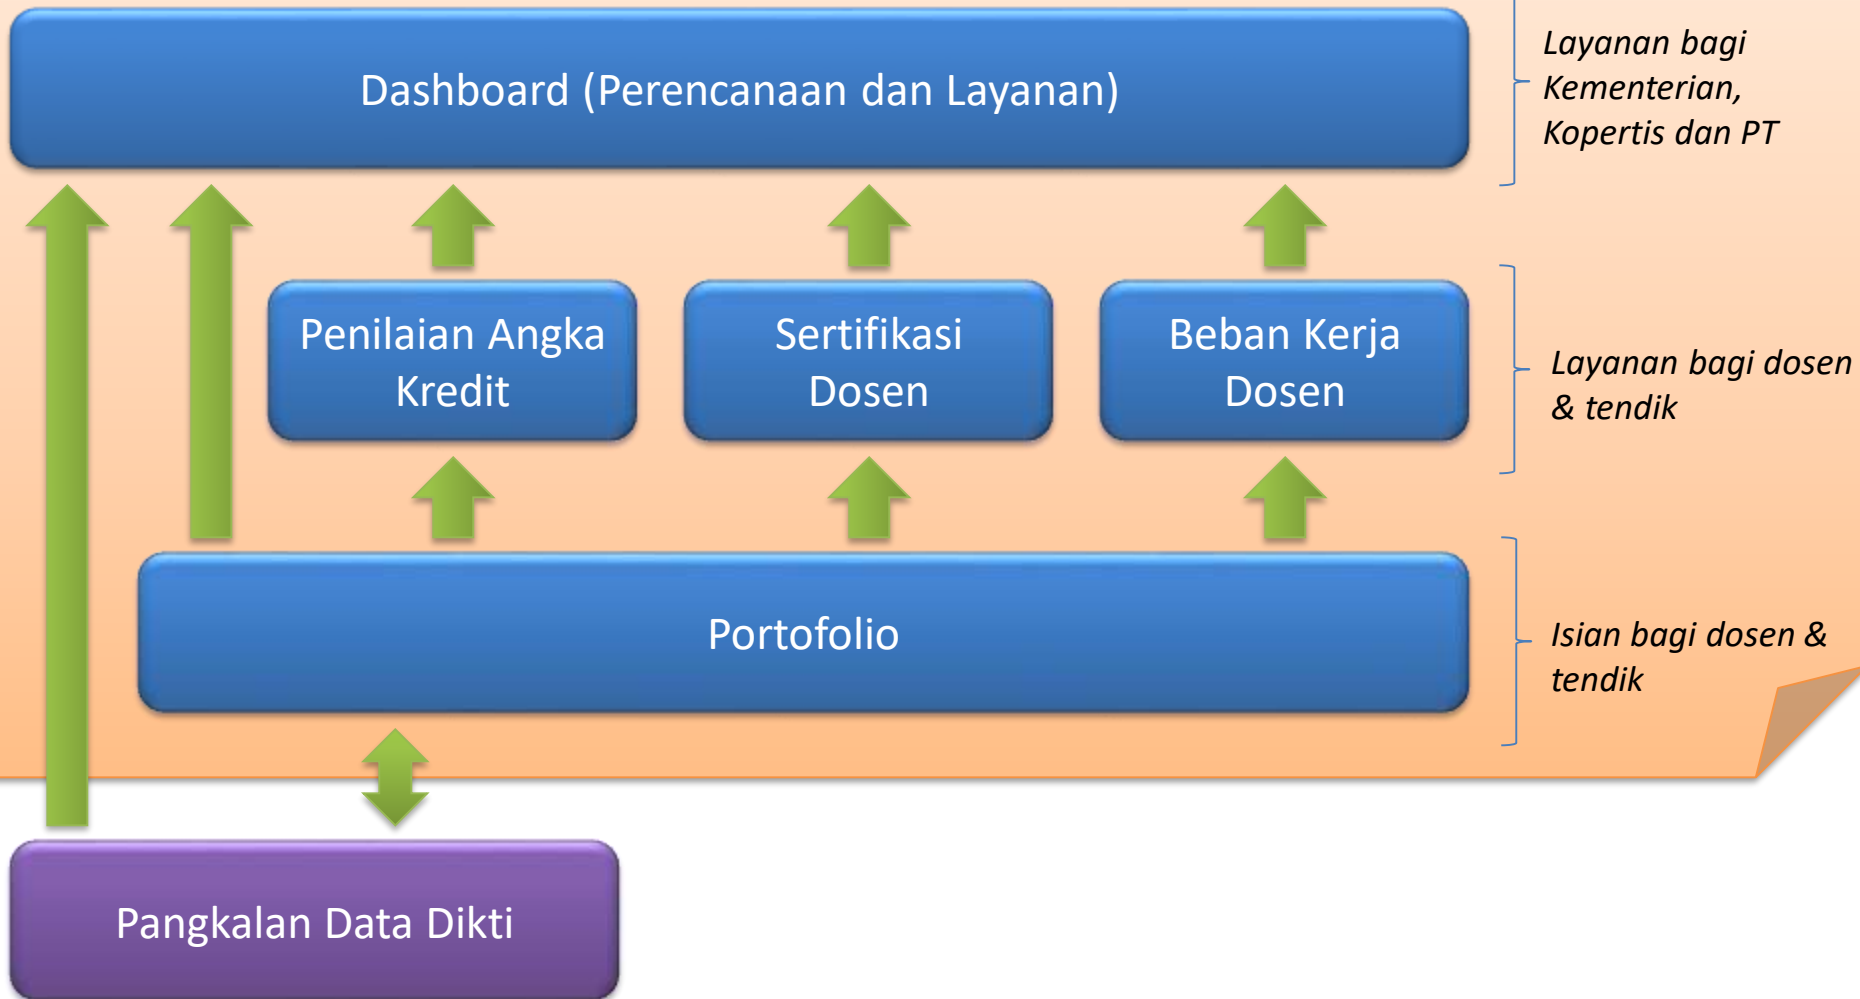 Dashboard (Perencanaan dan Layanan)
Layanan bagi
Kementerian,
Kopertis dan PT
Penilaian Angka
Kredit
Sertifikasi
Dosen
Beban Kerja
Dosen
Layanan bagi dosen
& tendik
Portofolio
Isian bagi dosen &
tendik
Pangkalan Data Dikti